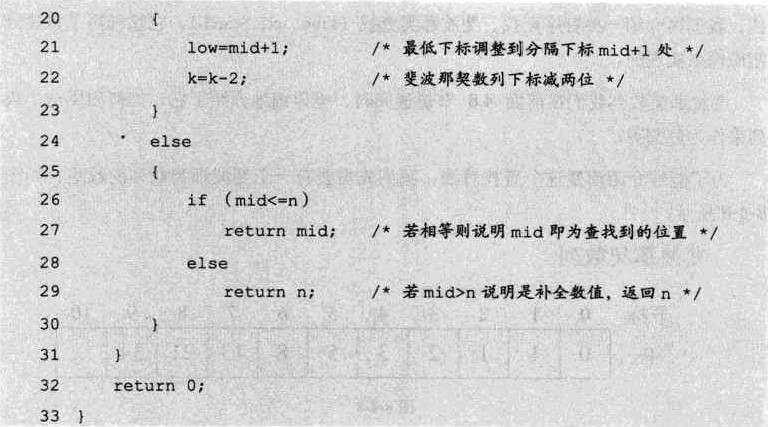 20 {
21 low=mid+1; /* 最低下标调整到分隔下标mid+1 处 */
22 k=k-2; /* 斐波那契数列下标减两位 */
23 }
24 else
25 {
26 if (mid<=n)
27 return mid; /* 若相等则说明 mid 即为查找到的位置 */
28 else
29 return n; /* 若mid>n 说明是补全数值，返回n */
30 }
31 }
32 return 0;
33 }